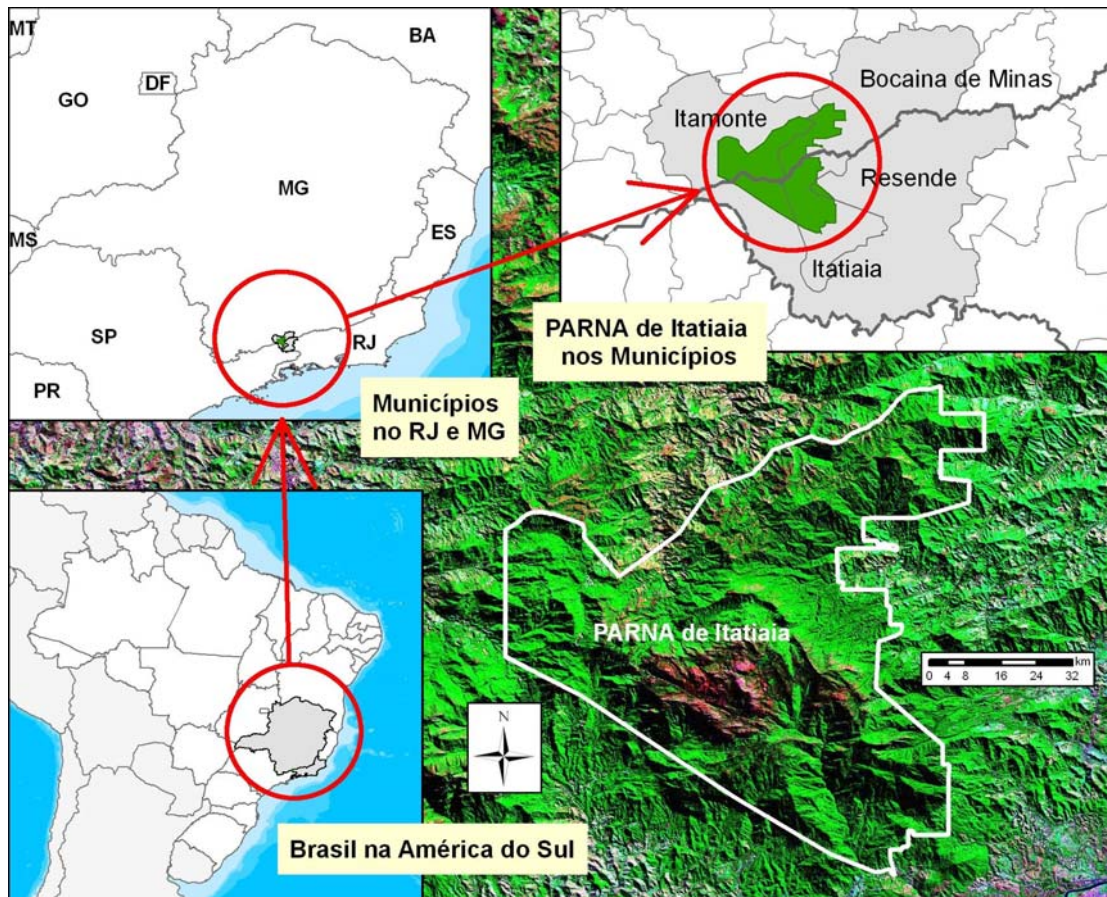 MT
BA
DF
GO
MG
MS
ES
SP
RJ
PR
Municípios
no RJ e MG
Bocaina de Minas
Itamonte
Resende
Itatiaia
PARNA de Itatiaia
nos Municípios
Brasil na América do Sul
PARNA de Itatiaia
N
km
0 4 8 16 24 32